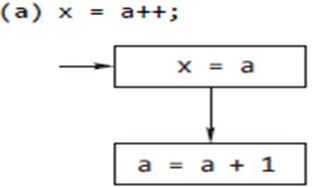 (a) x = a++;
x = a
a = a + 1